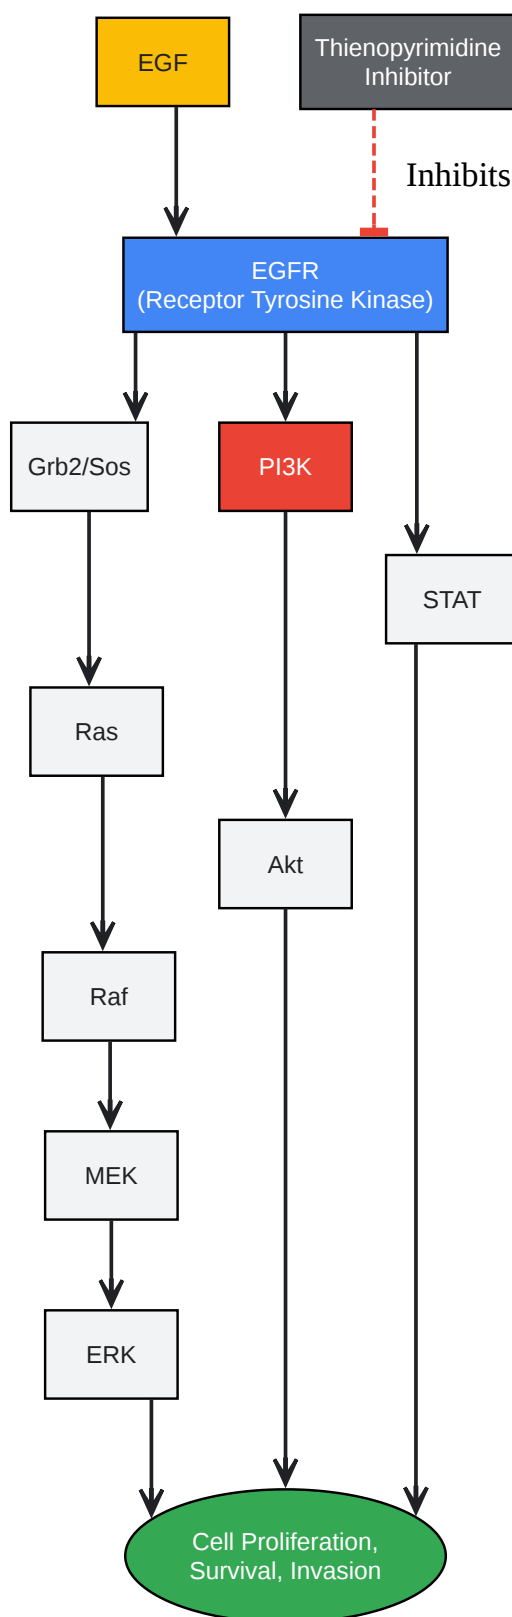 EGF
Thienopyrimidine
Inhibitor
Inhibits
EGFR
(Receptor Tyrosine Kinase)
Grb2/Sos
PI3K
STAT
Ras
Akt
Raf
MEK
ERK
Cell Proliferation,
Survival, Invasion